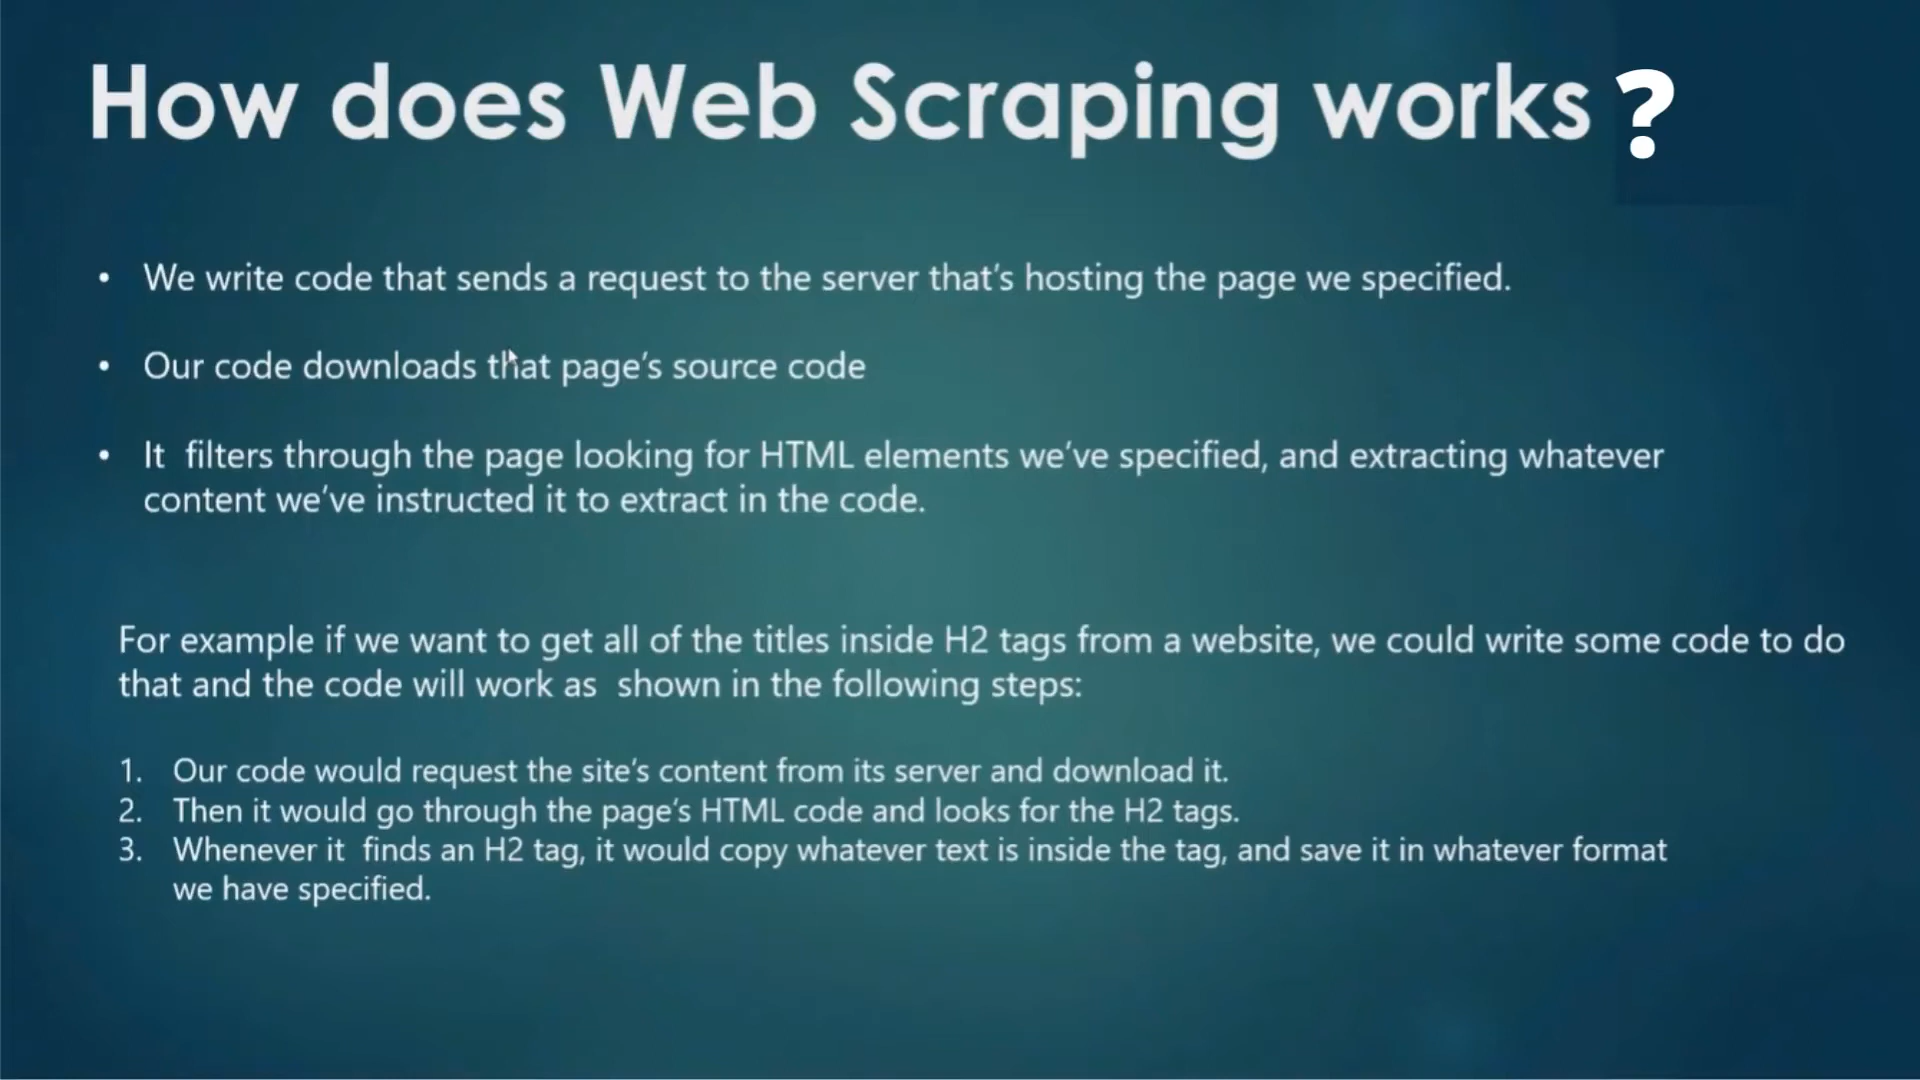 How does Web Scraping works?
• We write code that sends a request to the server that's hosting the page we specified.
• Our code downloads that page's source code
• It filters through the page looking for HTML elements we've specified, and extracting whatever
content we've instructed it to extract in the code.
For example if we want to get all of the titles inside H2 tags from a website, we could write some code to do
that and the code will work as shown in the following steps:
1. Our code would request the site's content from its server and download it.
2. Then it would go through the page's HTML code and looks for the H2 tags.
3. Whenever it finds an H2 tag, it would copy whatever text is inside the tag, and save it in whatever format
we have specified.